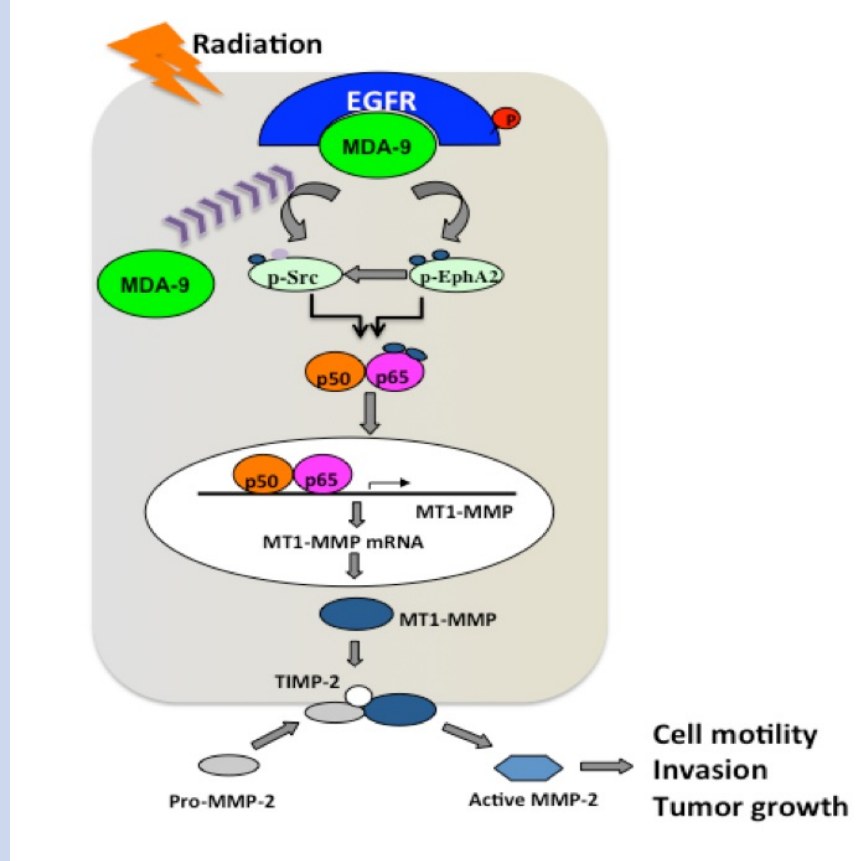 Radiation
EGFR
P
MDA-9
MDA-9
p-Src
p-EphA2
p50
p65
p50
p65
MT1-MMP
MT1-MMP mRNA
MT1-MMP
TIMP-2
Pro-MMP-2
Active MMP-2
Cell motility
Invasion
Tumor growth